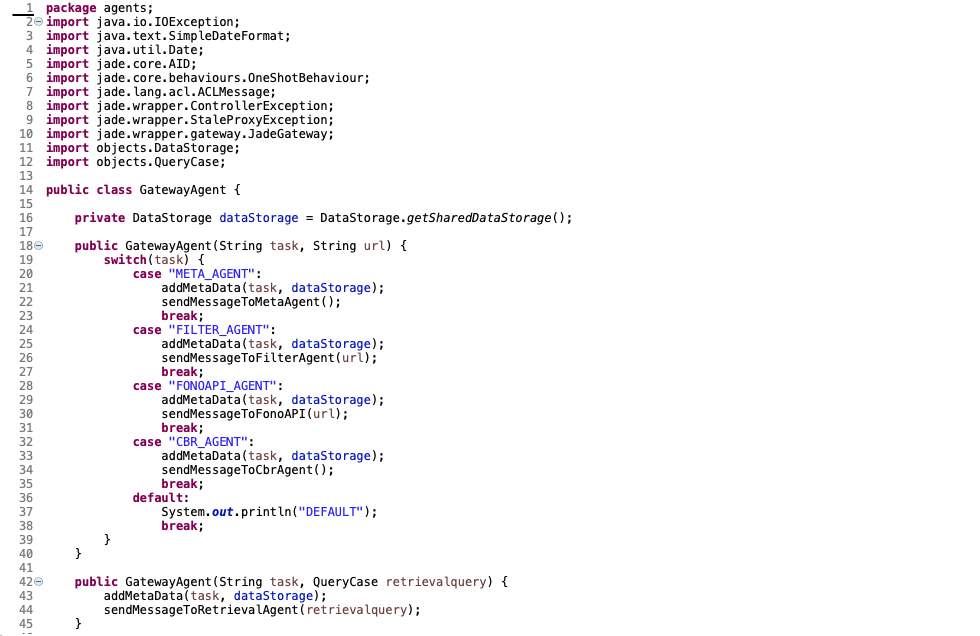 1 package agents;
2 import java.io.IOException;
3 import java.text.SimpleDateFormat;
4 import java.util.Date;
5 import jade.core.AID;
6 import jade.core.behaviours.OneShotBehaviour;
7 import jade.lang.acl.ACLMessage;
8 import jade.wrapper.ControllerException;
9 import jade.wrapper.StaleProxyException;
10 import jade.wrapper.gateway.JadeGateway;
11 import objects.DataStorage;
12 import objects.QueryCase;
13
14 public class GatewayAgent {
15
16     private DataStorage dataStorage = DataStorage.getSharedDataStorage();
17
18     public GatewayAgent(String task, String url) {
19         switch(task) {
20             case "META_AGENT":
21                 addMetaData(task, dataStorage);
22                 sendMessageToMetaAgent();
23                 break;
24             case "FILTER_AGENT":
25                 addMetaData(task, dataStorage);
26                 sendMessageToFilterAgent(url);
27                 break;
28             case "FONOAPI_AGENT":
29                 addMetaData(task, dataStorage);
30                 sendMessageToFonoAPI(url);
31                 break;
32             case "CBR_AGENT":
33                 addMetaData(task, dataStorage);
34                 sendMessageToCbrAgent();
35                 break;
36             default:
37                 System.out.println("DEFAULT");
38                 break;
39         }
40     }
41
42     public GatewayAgent(String task, QueryCase retrievalquery) {
43         addMetaData(task, dataStorage);
44         sendMessageToRetrievalAgent(retrievalquery);
45     }